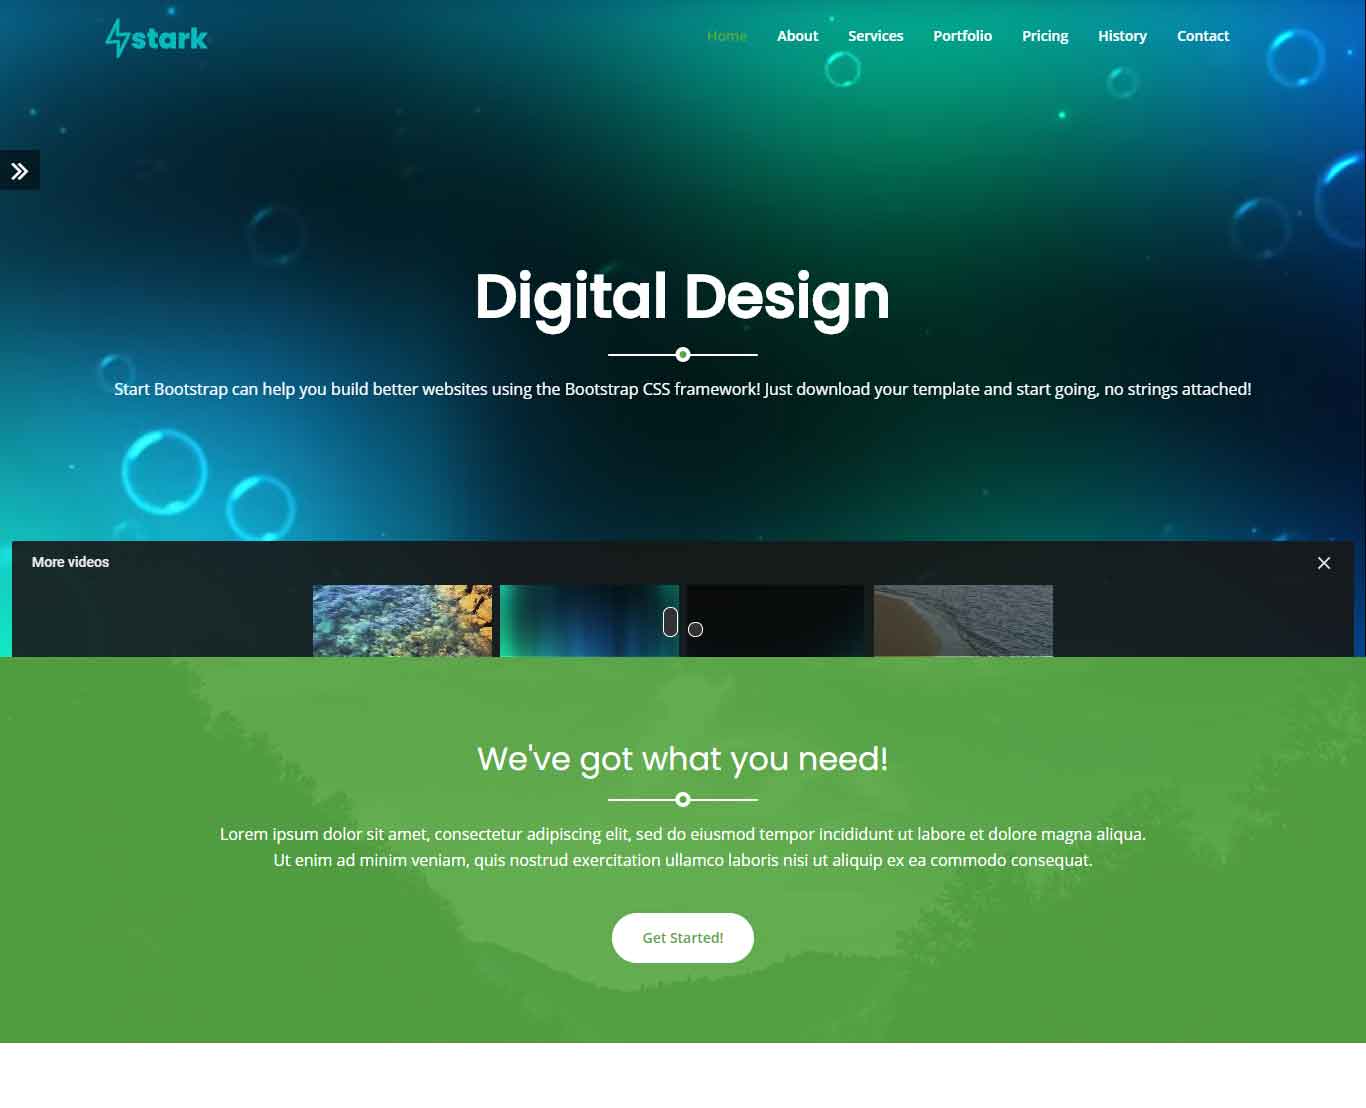 stark
Home About Services Portfolio Pricing History Contact
Digital Design
Start Bootstrap can help you build better websites using the Bootstrap CSS framework! Just download your template and start going, no strings attached!
More videos
We've got what you need!
Lorem ipsum dolor sit amet, consectetur adipiscing elit, sed do eiusmod tempor incididunt ut labore et dolore magna aliqua.
Ut enim ad minim veniam, quis nostrud exercitation ullamco laboris nisi ut aliquip ex ea commodo consequat.
Get Started!